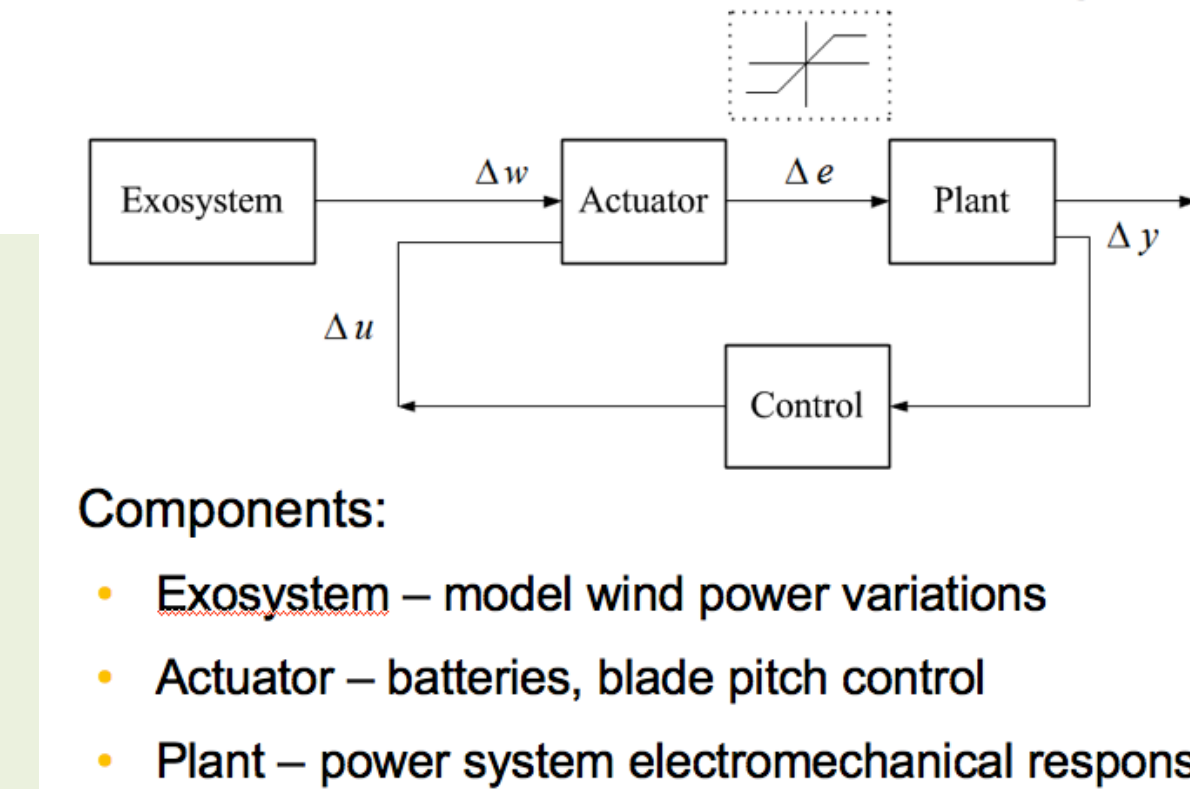 Exosystem
Δw
Actuator
Δe
Plant
Δy
Δu
Control
Components:
• Exosystem – model wind power variations
• Actuator – batteries, blade pitch control
• Plant – power system electromechanical respons